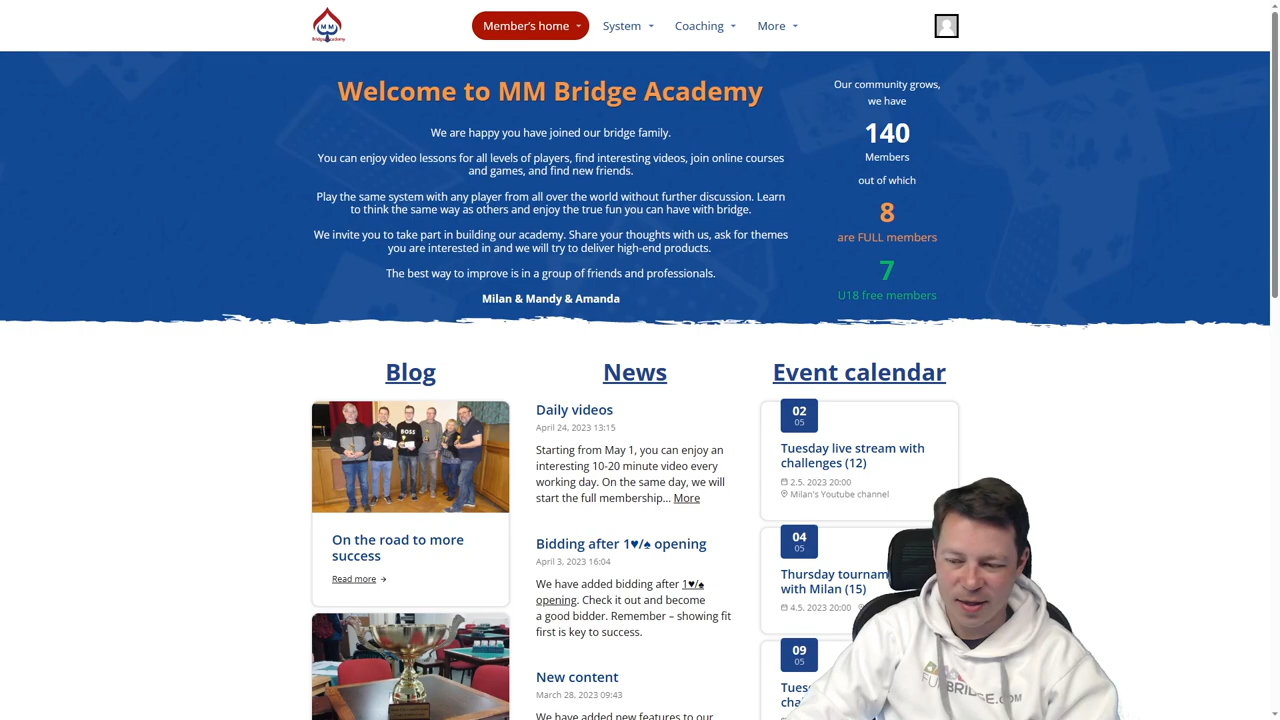 MM
Bridge Academy
Member's home
System
Coaching
More
Welcome to MM Bridge Academy
We are happy you have joined our bridge family.
You can enjoy video lessons for all levels of players, find interesting videos, join online courses
and games, and find new friends.
Play the same system with any player from all over the world without further discussion. Learn
to think the same way as others and enjoy the true fun you can have with bridge.
We invite you to take part in building our academy. Share your thoughts with us, ask for themes
you are interested in and we will try to deliver high-end products.
The best way to improve is in a group of friends and professionals.
Milan & Mandy & Amanda
Our community grows,
we have
140
Members
out of which
8
are FULL members
7
U18 free members
Blog
BOSS
On the road to more
success
Read more →
News
Daily videos
April 24, 2023 13:15
Starting from May 1, you can enjoy an
interesting 10-20 minute video every
working day. On the same day, we will
start the full membership... More
Bidding after 1♥/♠ opening
April 3, 2023 16:04
We have added bidding after 1♥/♠
opening. Check it out and become
a good bidder. Remember – showing fit
first is key to success.
New content
March 28, 2023 09:43
We have added new features to our
Event calendar
02
05
Tuesday live stream with
challenges (12)
2.5. 2023 20:00
Milan's Youtube channel
04
05
Thursday tournam
with Milan (15)
4.5. 2023 20:00
09
05
Tues
cha
FUNBRIDGE.COM